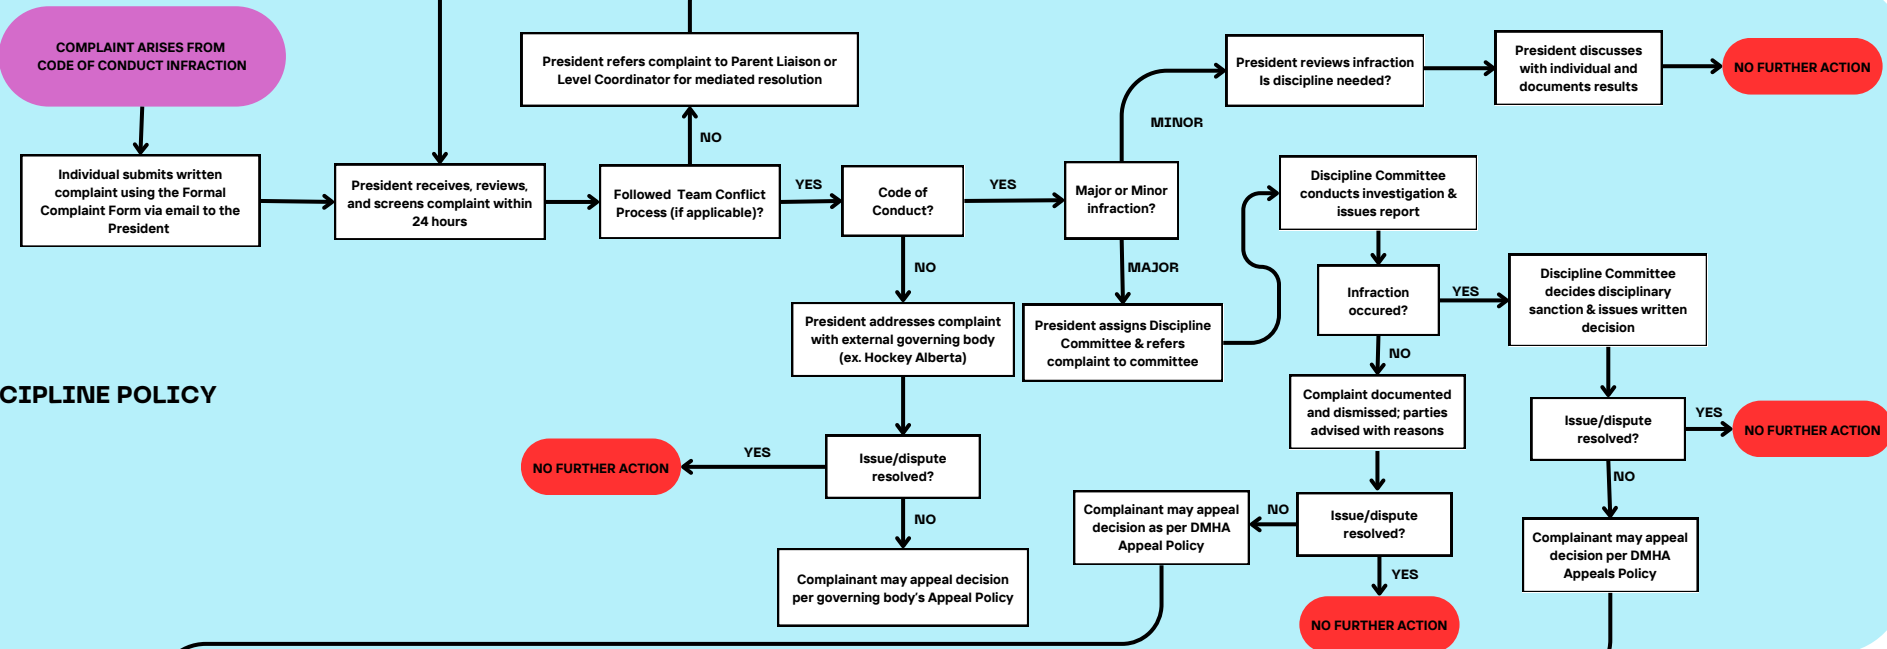 COMPLAINT ARISES FROM
CODE OF CONDUCT INFRACTION
Individual submits written
complaint using the Formal
Complaint Form via email to the
President
President receives, reviews,
and screens complaint within
24 hours
President refers complaint to Parent Liaison or
Level Coordinator for mediated resolution
NO
Followed Team Conflict
Process (if applicable)?
YES
Code of
Conduct?
YES
Major or Minor
infraction?
MINOR
President reviews infraction
Is discipline needed?
President discusses
with individual and
documents results
NO FURTHER ACTION
NO
President addresses complaint
with external governing body
(ex. Hockey Alberta)
Issue/dispute
resolved?
YES
NO FURTHER ACTION
NO
Complainant may appeal decision
per governing body's Appeal Policy
MAJOR
President assigns Discipline
Committee & refers
complaint to committee
Discipline Committee
conducts investigation &
issues report
Infraction
occured?
YES
Discipline Committee
decides disciplinary
sanction & issues written
decision
NO
Complaint documented
and dismissed; parties
advised with reasons
Issue/dispute
resolved?
NO
Complainant may appeal
decision as per DMHA
Appeal Policy
YES
NO FURTHER ACTION
Issue/dispute
resolved?
YES
NO FURTHER ACTION
NO
Complainant may appeal
decision per DMHA
Appeals Policy
CIPLINE POLICY